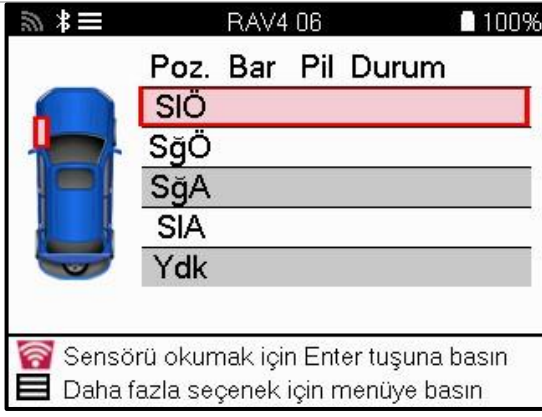 RAV4 06 100%
Poz. Bar Pil Durum
SlÖ
SğÖ
SğA
SlA
Ydk
Sensörü okumak için Enter tuşuna basın
Daha fazla seçenek için menüye basın